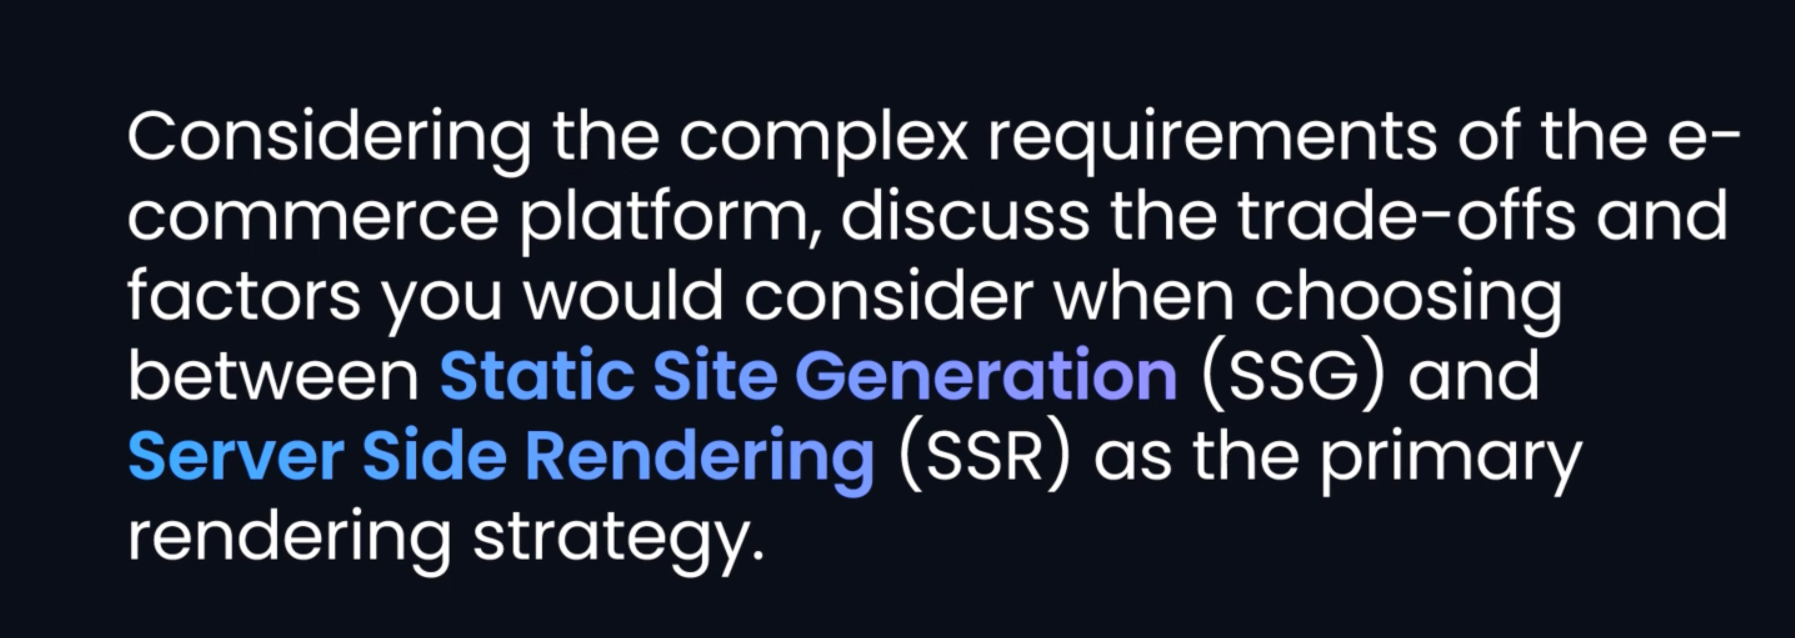 Considering the complex requirements of the e-
commerce platform, discuss the trade-offs and
factors you would consider when choosing
between Static Site Generation (SSG) and
Server Side Rendering (SSR) as the primary
rendering strategy.